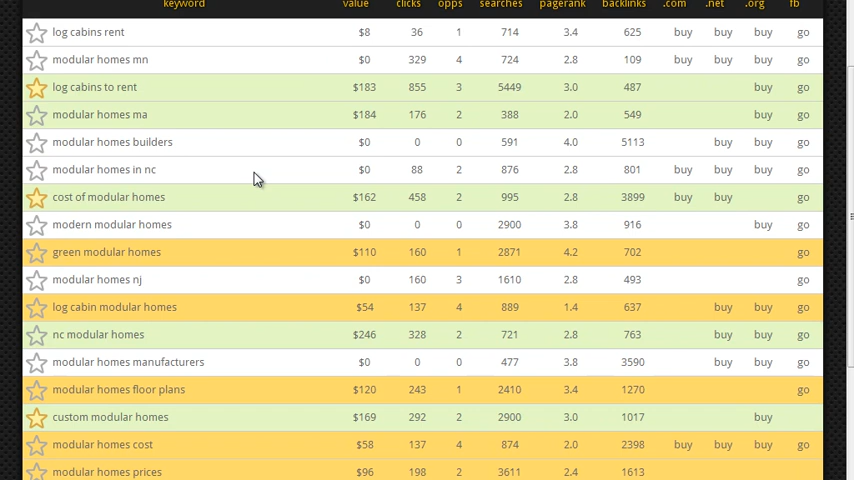 keyword value clicks opps searches pagerank backlinks .com .net .org fb
log cabins rent $8 36 1 714 3.4 625 buy buy buy go
modular homes mn $0 329 4 724 2.8 109 buy buy buy go
log cabins to rent $183 855 3 5449 3.0 487 buy go
modular homes ma $184 176 2 388 2.0 549 buy go
modular homes builders $0 0 0 591 4.0 5113 buy buy go
modular homes in nc $0 88 2 876 2.8 801 buy buy buy go
cost of modular homes $162 458 2 995 2.8 3899 buy buy go
modern modular homes $0 0 0 2900 3.8 916 buy go
green modular homes $110 160 1 2871 4.2 702 go
modular homes nj $0 160 3 1610 2.8 493 go
log cabin modular homes $54 137 4 889 1.4 637 buy buy go
nc modular homes $246 328 2 721 2.8 763 buy buy go
modular homes manufacturers $0 0 0 477 3.8 3590 buy buy go
modular homes floor plans $120 243 1 2410 3.4 1270 go
custom modular homes $169 292 2 2900 3.0 1017 buy
modular homes cost $58 137 4 874 2.0 2398 buy buy buy go
modular homes prices $96 198 2 3611 2.4 1613